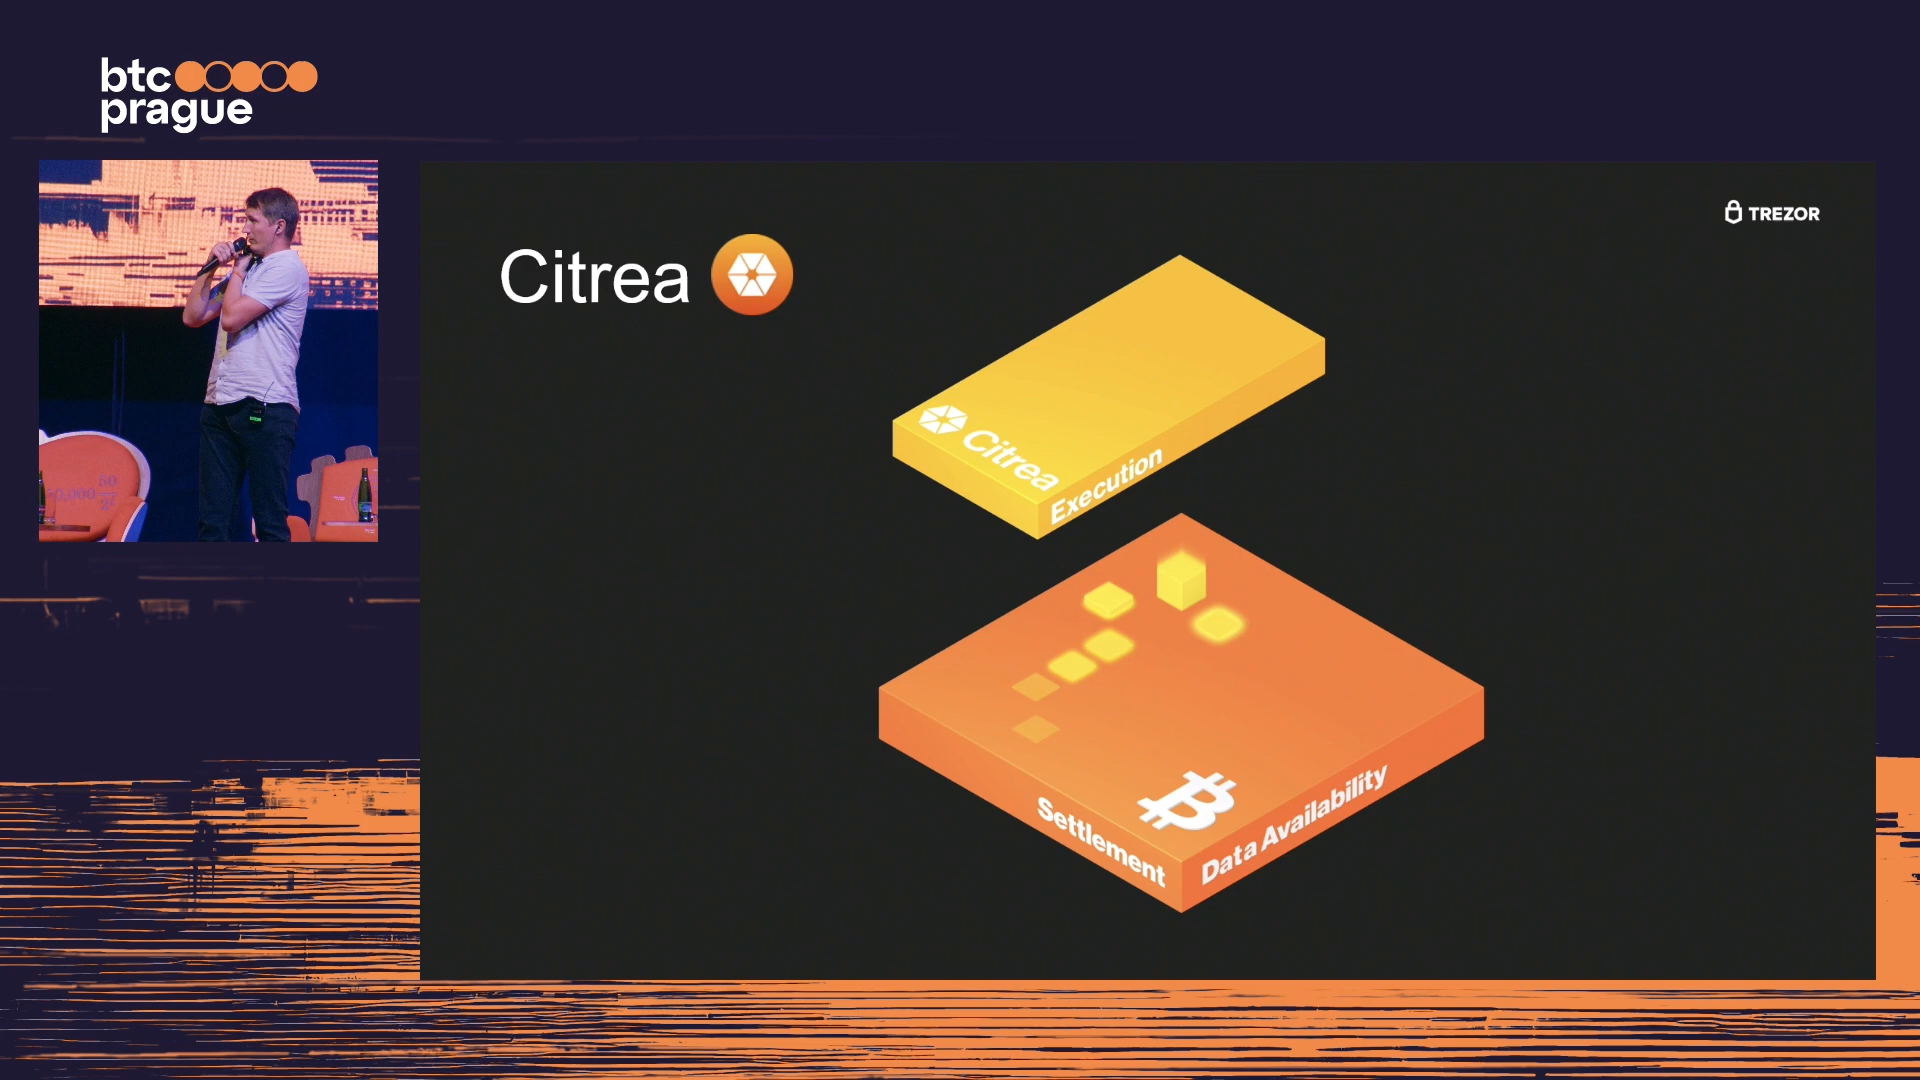 btc
prague
TREZOR
Citrea
Citrea
Execution
Settlement
Data Availability